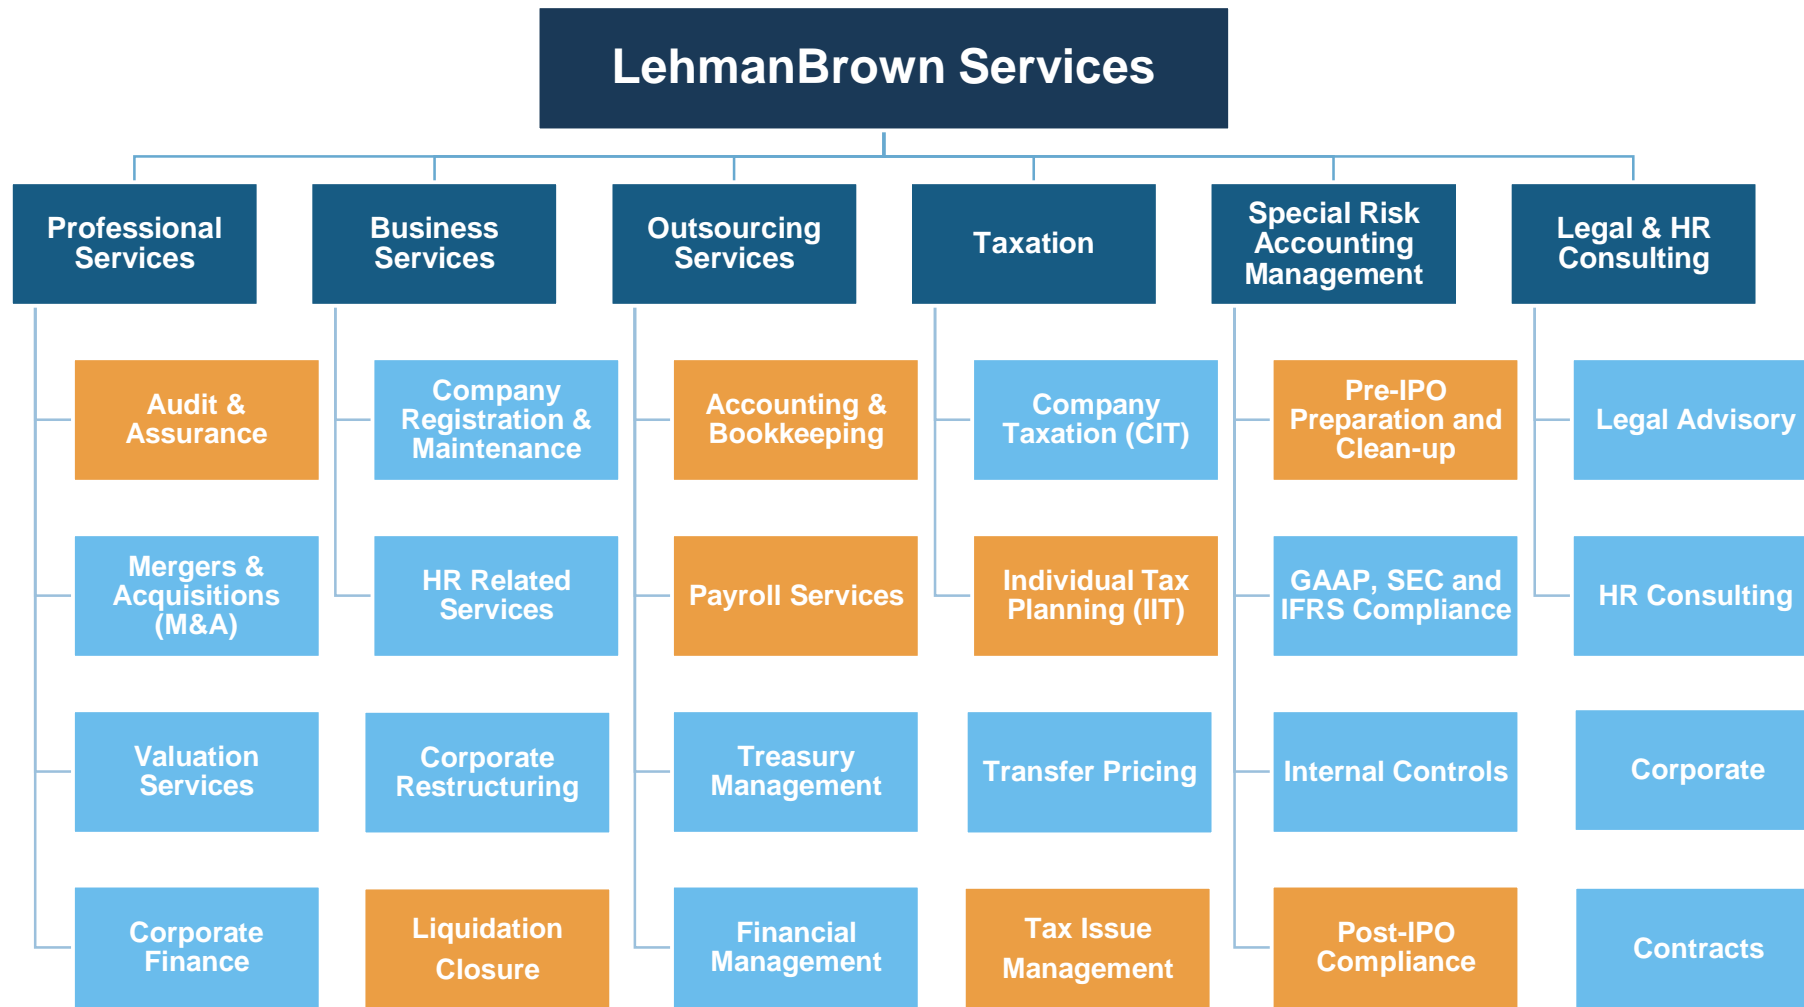 LehmanBrown Services
Professional
Services
Business
Services
Outsourcing
Services
Taxation
Special Risk
Accounting
Management
Legal & HR
Consulting
Audit &
Assurance
Company
Registration &
Maintenance
Accounting &
Bookkeeping
Company
Taxation (CIT)
Pre-IPO
Preparation and
Clean-up
Legal Advisory
Mergers &
Acquisitions
(M&A)
HR Related
Services
Payroll Services
Individual Tax
Planning (IIT)
GAAP, SEC and
IFRS Compliance
HR Consulting
Valuation
Services
Corporate
Restructuring
Treasury
Management
Transfer Pricing
Internal Controls
Corporate
Corporate
Finance
Liquidation
Closure
Financial
Management
Tax Issue
Management
Post-IPO
Compliance
Contracts